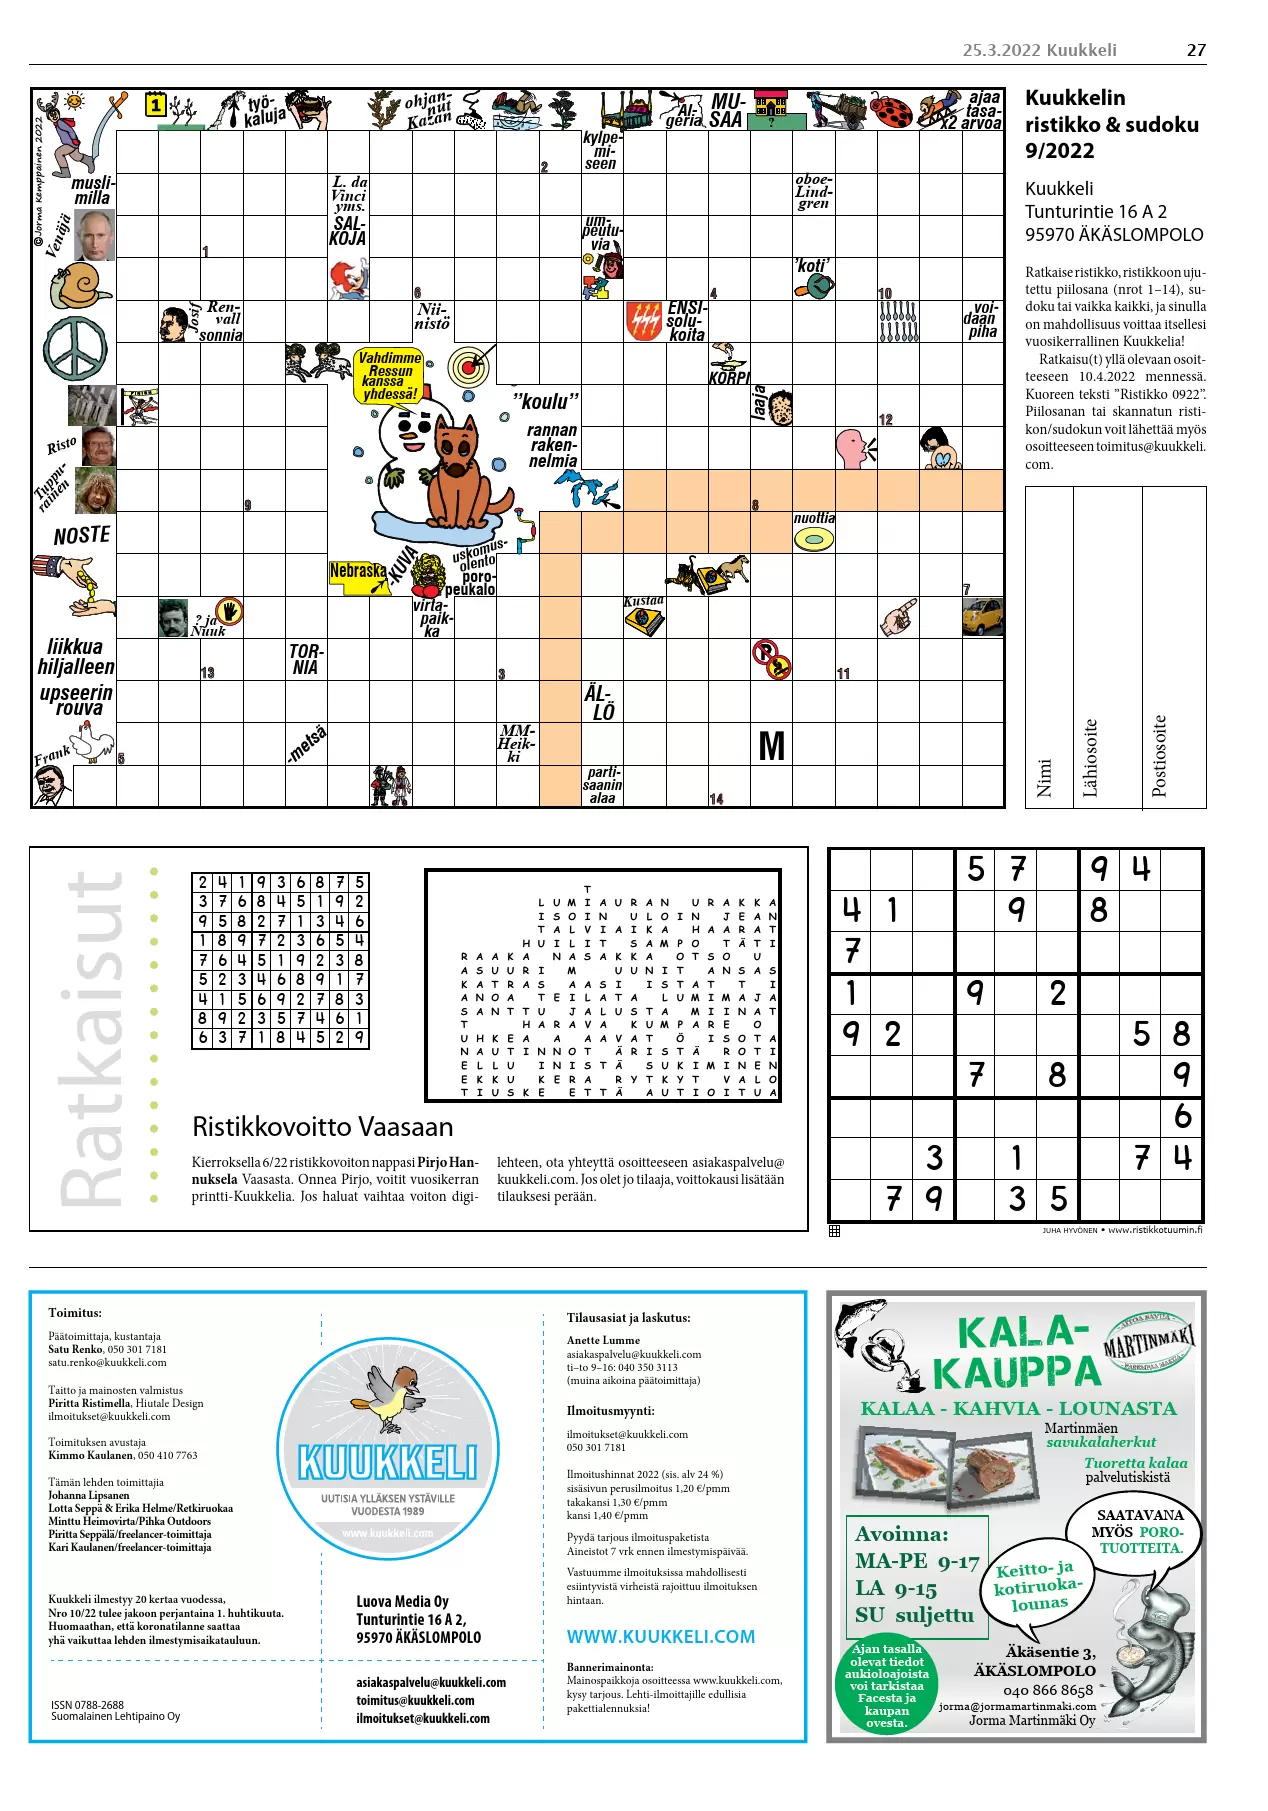 25.3.2022 Kuukkeli 27
©Jorma Kemppainen 2022
1
työ-
kaluja
ohjan-
nut
Kazan
Al-
geria
MU-
SAA
?
x2
ajaa
tasa-
arvoa
2
kylpe-
mi-
seen
musli-
milla
L. da
Vinci
yms.
SAL-
KOJA
oboe-
Lind-
gren
Venäjä
1
um-
peutu-
via
6
4
'koti'
10
Josif
Ren-
vall
sonnia
Nii-
nistö
ENSI-
solu-
koita
voi-
daan
piha
Vahdimme
Ressun
kanssa
yhdessä!
KORPI
"koulu"
laaja
12
Risto
rannan
raken-
nelmia
Tuppu-
rainen
9
8
NOSTE
nuottia
Nebraska
-KUVA
uskomus-
olento
poro-
peukalo
7
? ja
Nuuk
virta-
paik-
ka
Kustaa
liikkua
hiljalleen
13
TOR-
NIA
3
P
11
upseerin
rouva
ÄL-
LÖ
Frank
5
-metsä
MM-
Heik-
ki
M
parti-
saanin
alaa
14
Kuukkelin
ristikko & sudoku
9/2022
Kuukkeli
Tunturintie 16 A 2
95970 ÄKÄSLOMPOLO
Ratkaise ristikko, ristikkoon uju-
tettu piilosana (nrot 1–14), su-
doku tai vaikka kaikki, ja sinulla
on mahdollisuus voittaa itsellesi
vuosikerrallinen Kuukkelia!
Ratkaisu(t) yllä olevaan osoit-
teeseen 10.4.2022 mennessä.
Kuoreen teksti ”Ristikko 0922”.
Piilosanan tai skannatun risti-
kon/sudokun voit lähettää myös
osoitteeseen toimitus@kuukkeli.
com.
Nimi
Lähiosoite
Postiosoite
Ratkaisut
2 4 1 9 3 6 8 7 5
3 7 6 8 4 5 1 9 2
9 5 8 2 7 1 3 4 6
1 8 9 7 2 3 6 5 4
7 6 4 5 1 9 2 3 8
5 2 3 4 6 8 9 1 7
4 1 5 6 9 2 7 8 3
8 9 2 3 5 7 4 6 1
6 3 7 1 8 4 5 2 9
T
LUMIAURAN URAKKA
ISOIN ULOIN JEAN
TALVIAIKA HAARAT
HUILIT SAMPO TÄTI
RAAKA NASAKKA OTSO U
ASUURI M UUNIT ANSAS
KATRAS AASI ISTAT T I
ANOA TEILATA LUMIMAJA
SANTTU JALUSTA MIINAT
T HARAVA KUMPARE O
UHKEA A AAVAT Ö ISOTA
NAUTINNOT ÄRISTÄ ROTI
ELLU INISTÄ SUKIMINEN
EKKU KERA RYTKYT VALO
TIUSKE ETTÄ AUTIOITUA
Ristikkovoitto Vaasaan
Kierroksella 6/22 ristikkovoiton nappasi Pirjo Han-
nuksela Vaasasta. Onnea Pirjo, voitit vuosikerran
printti-Kuukkelia. Jos haluat vaihtaa voiton digi-
lehteen, ota yhteyttä osoitteeseen asiakaspalvelu@
kuukkeli.com. Jos olet jo tilaaja, voittokausi lisätään
tilauksesi perään.
5 7 9 4
4 1 9 8
7
1 9 2
9 2 5 8
7 8 9
6
3 1 7 4
7 9 3 5
JUHA HYVÖNEN • www.ristikkotuumin.fi
Toimitus:
Päätoimittaja, kustantaja
Satu Renko, 050 301 7181
satu.renko@kuukkeli.com
Taitto ja mainosten valmistus
Piritta Ristimella, Hiutale Design
ilmoitukset@kuukkeli.com
Toimituksen avustaja
Kimmo Kaulanen, 050 410 7763
Tämän lehden toimittajia
Johanna Lipsanen
Lotta Seppä & Erika Helme/Retkiruokaa
Minttu Heimovirta/Pihka Outdoors
Piritta Seppälä/freelancer-toimittaja
Kari Kaulanen/freelancer-toimittaja
Kuukkeli ilmestyy 20 kertaa vuodessa,
Nro 10/22 tulee jakoon perjantaina 1. huhtikuuta.
Huomaathan, että koronatilanne saattaa
yhä vaikuttaa lehden ilmestymisaikatauluun.
ISSN 0788-2688
Suomalainen Lehtipaino Oy
KUUKKELI
UUTISIA YLLÄKSEN YSTÄVILLE
VUODESTA 1989
www.kuukkeli.com
Luova Media Oy
Tunturintie 16 A 2,
95970 ÄKÄSLOMPOLO
asiakaspalvelu@kuukkeli.com
toimitus@kuukkeli.com
ilmoitukset@kuukkeli.com
Tilausasiat ja laskutus:
Anette Lumme
asiakaspalvelu@kuukkeli.com
ti–to 9–16: 040 350 3113
(muina aikoina päätoimittaja)
Ilmoitusmyynti:
ilmoitukset@kuukkeli.com
050 301 7181
Ilmoitushinnat 2022 (sis. alv 24 %)
sisäsivun perusilmoitus 1,20 €/pmm
takakansi 1,30 €/pmm
kansi 1,40 €/pmm
Pyydä tarjous ilmoituspaketista
Aineistot 7 vrk ennen ilmestymispäivää.
Vastuumme ilmoituksissa mahdollisesti
esiintyvistä virheistä rajoittuu ilmoituksen
hintaan.
WWW.KUUKKELI.COM
Bannerimainonta:
Mainospaikkoja osoitteessa www.kuukkeli.com,
kysy tarjous. Lehti-ilmoittajille edullisia
pakettialennuksia!
KALA-
KAUPPA
MARTINMÄKI
KALAA - KAHVIA - LOUNASTA
Martinmäen
savukalaherkut
Tuoretta kalaa
palvelutiskistä
SAATAVANA
MYÖS PORO-
TUOTTEITA.
Avoinna:
MA-PE 9-17
LA 9-15
SU suljettu
Keitto- ja
kotiruoka-
lounas
Ajan tasalla
olevat tiedot
aukioloajoista
voi tarkistaa
Facesta ja
kaupan
ovesta.
Äkäsentie 3,
ÄKÄSLOMPOLO
040 866 8658
jorma@jormamartinmaki.com
Jorma Martinmäki Oy